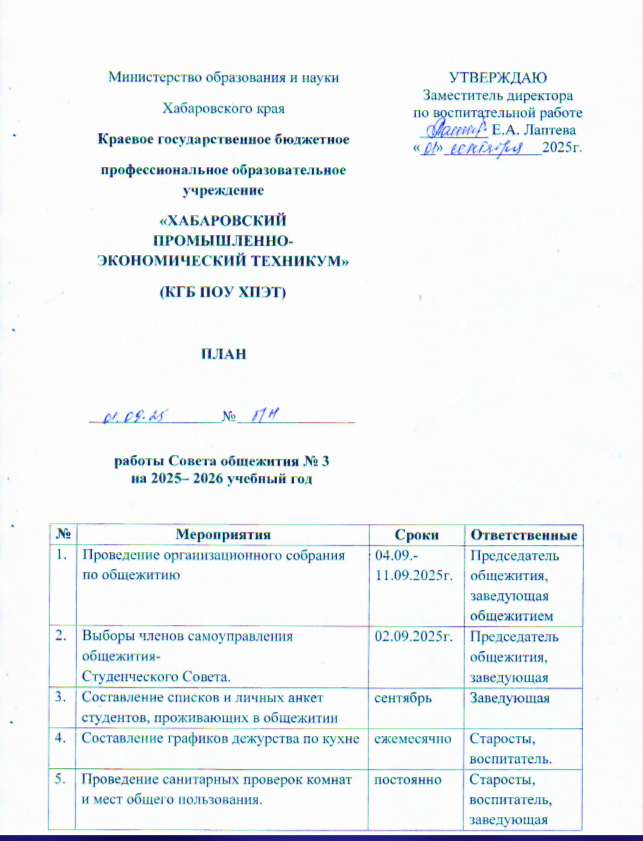 Министерство образования и науки
Хабаровского края
Краевое государственное бюджетное
профессиональное образовательное
учреждение
«ХАБАРОВСКИЙ
ПРОМЫШЛЕННО-
ЭКОНОМИЧЕСКИЙ ТЕХНИКУМ»
(КГБ ПОУ ХПЭТ)
УТВЕРЖДАЮ
Заместитель директора
по воспитательной работе
Е.А. Лаптева
«01» сентября 2025г.
ПЛАН
01.09.25 № ПН
работы Совета общежития № 3
на 2025– 2026 учебный год
№ Мероприятия Сроки Ответственные
1. Проведение организационного собрания
по общежитию
04.09.-
11.09.2025г.
Председатель
общежития,
заведующая
общежитием
2. Выборы членов самоуправления
общежития-
Студенческого Совета.
02.09.2025г.
Председатель
общежития,
заведующая
3. Составление списков и личных анкет
студентов, проживающих в общежитии
сентябрь
Заведующая
4. Составление графиков дежурства по кухне
ежемесячно
Старосты,
воспитатель.
5. Проведение санитарных проверок комнат
и мест общего пользования.
постоянно
Старосты,
воспитатель,
заведующая